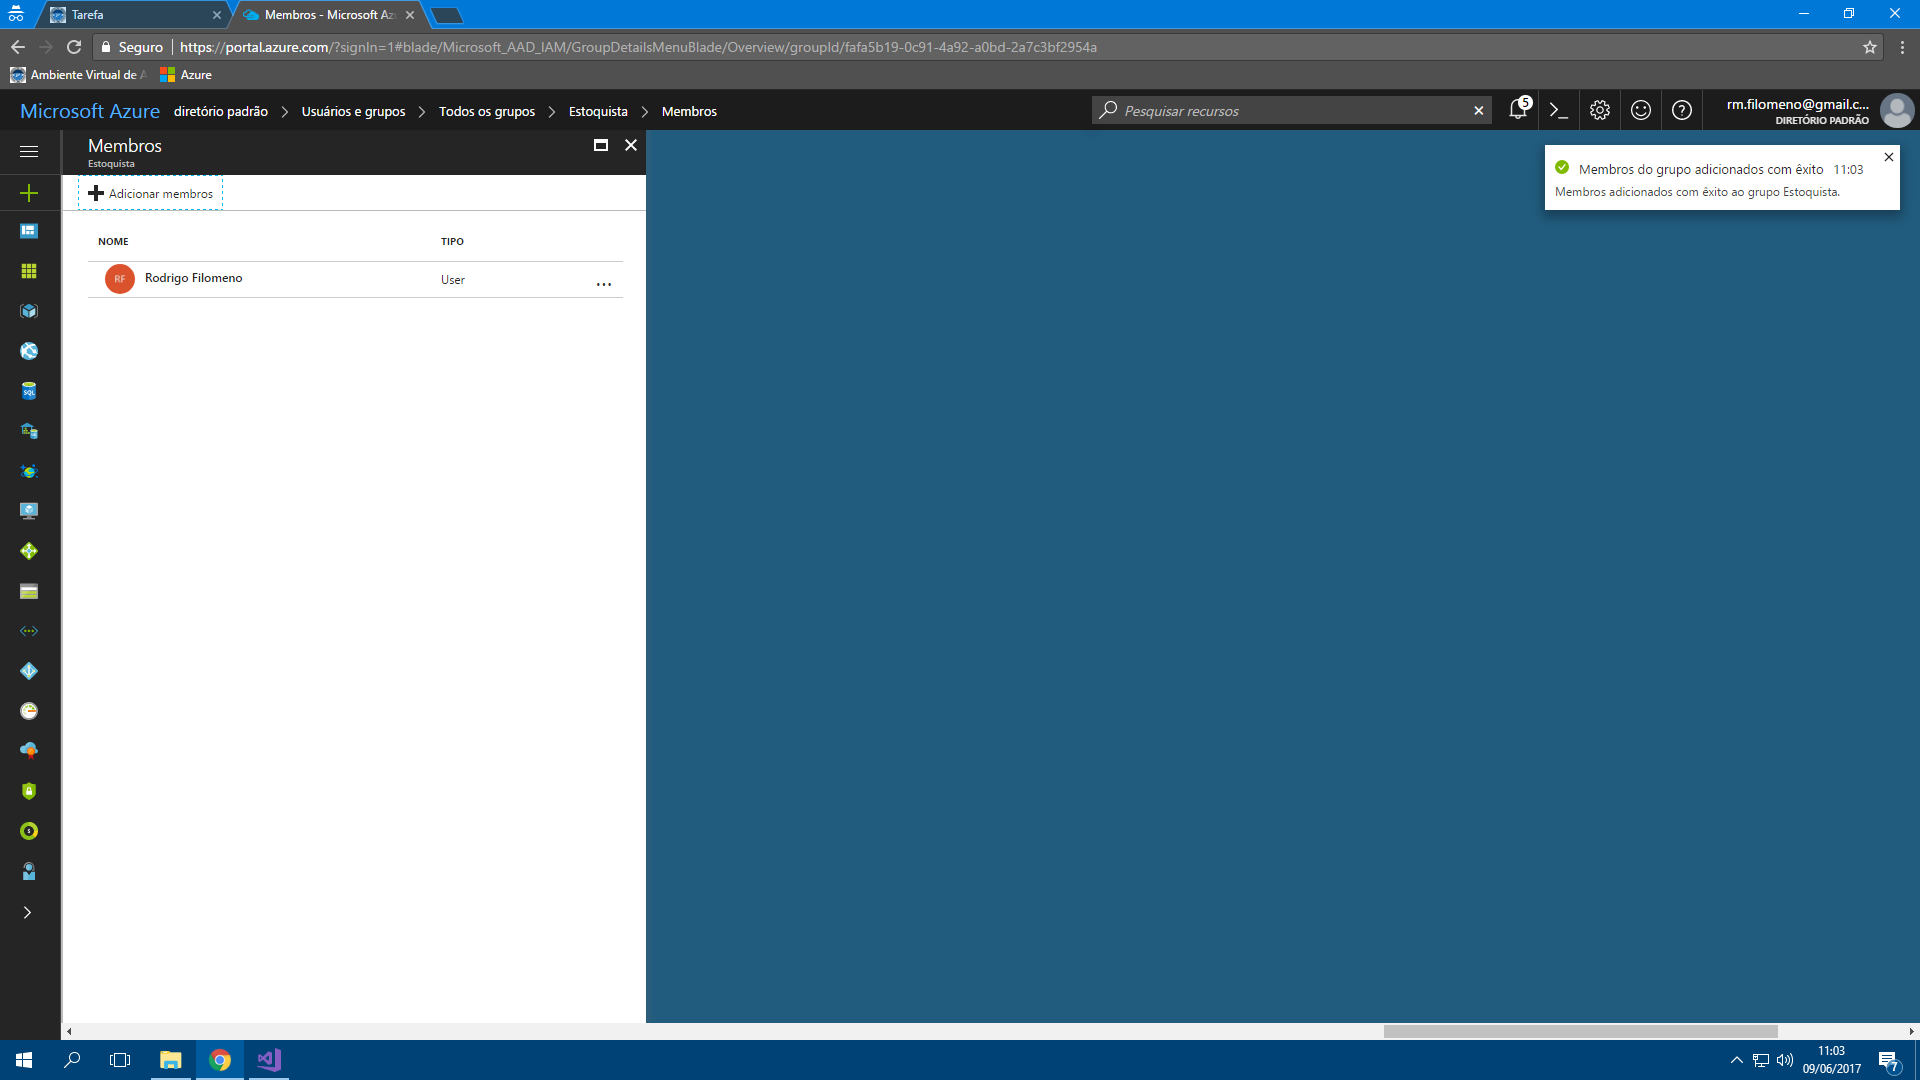 Tarefa
Membros - Microsoft Az
Seguro
https://portal.azure.com/?signIn=1#blade/Microsoft_AAD_IAM/GroupDetailsMenuBlade/Overview/groupId/fafa5b19-0c91-4a92-a0bd-2a7c3bf2954a
Ambiente Virtual de A
Azure
Microsoft Azure
diretório padrão
Usuários e grupos
Todos os grupos
Estoquista
Membros
Pesquisar recursos
5
rm.filomeno@gmail.c...
DIRETÓRIO PADRÃO
Membros
Estoquista
Membros do grupo adicionados com êxito 11:03
Membros adicionados com êxito ao grupo Estoquista.
Adicionar membros
NOME TIPO
RF Rodrigo Filomeno User ...
SQL
11:03
09/06/2017
7